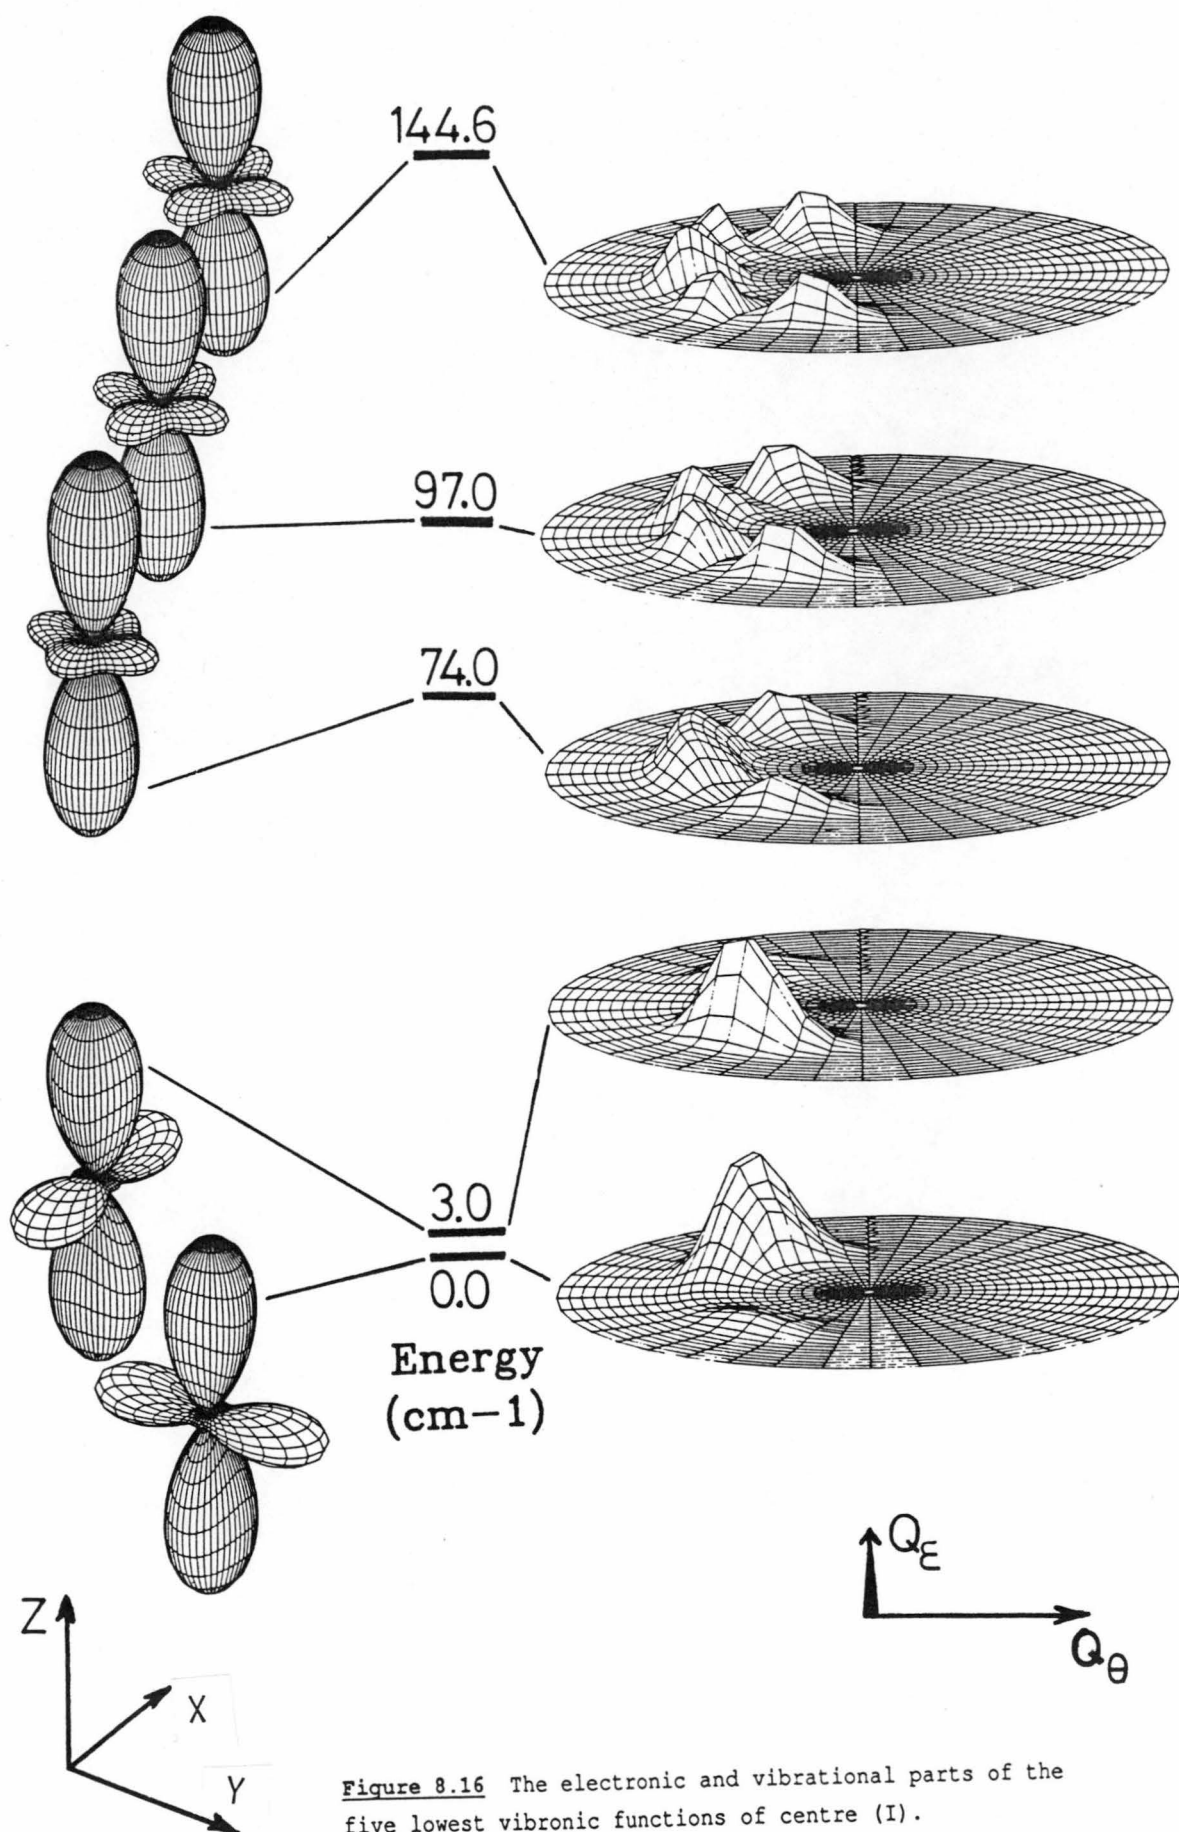 144.6
97.0
74.0
3.0
0.0
Energy
(cm-1)
Qε
Qθ
Z
X
Y
Figure 8.16 The electronic and vibrational parts of the
five lowest vibronic functions of centre (I).